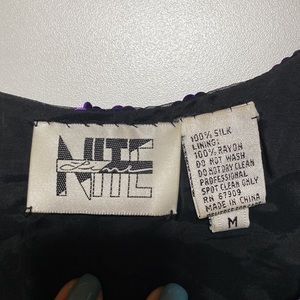 NITE
Line
NITE
100% SILK
LINING:
100% RAYON
DO NOT WASH
DO NOT DRY CLEAN
PROFESSIONAL
SPOT CLEAN ONLY
RN 67909
MADE IN CHINA
M